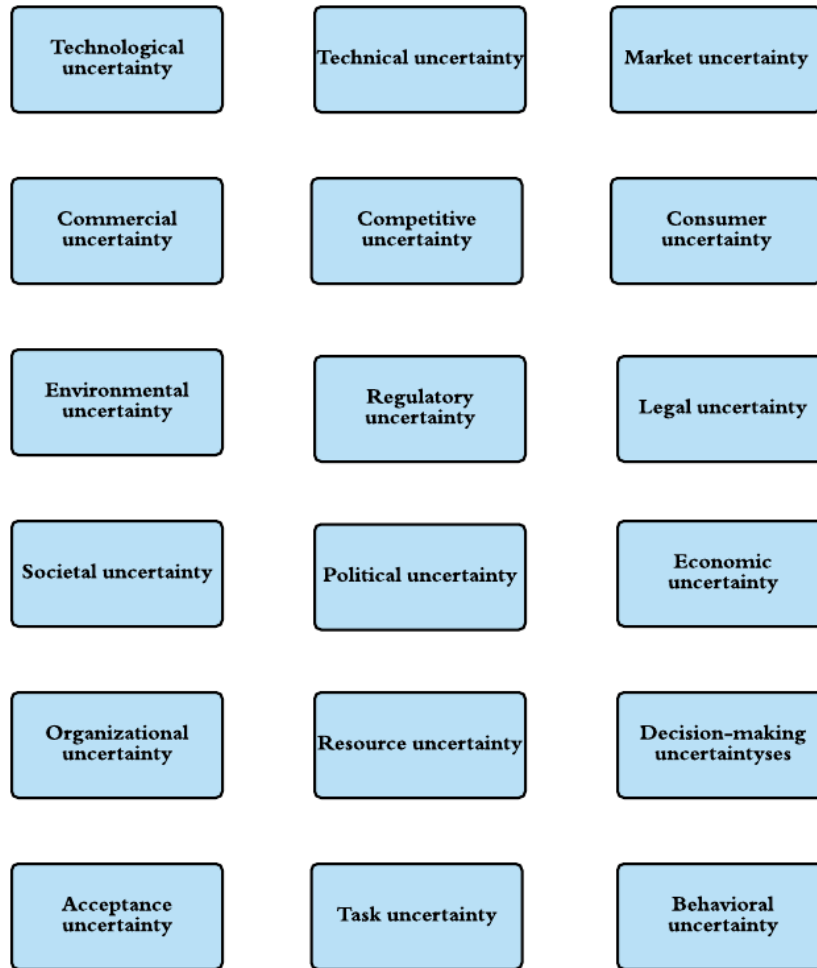 Technological
uncertainty
Technical uncertainty
Market uncertainty
Commercial
uncertainty
Competitive
uncertainty
Consumer
uncertainty
Environmental
uncertainty
Regulatory
uncertainty
Legal uncertainty
Societal uncertainty
Political uncertainty
Economic
uncertainty
Organizational
uncertainty
Resource uncertainty
Decision-making
uncertaintyses
Acceptance
uncertainty
Task uncertainty
Behavioral
uncertainty